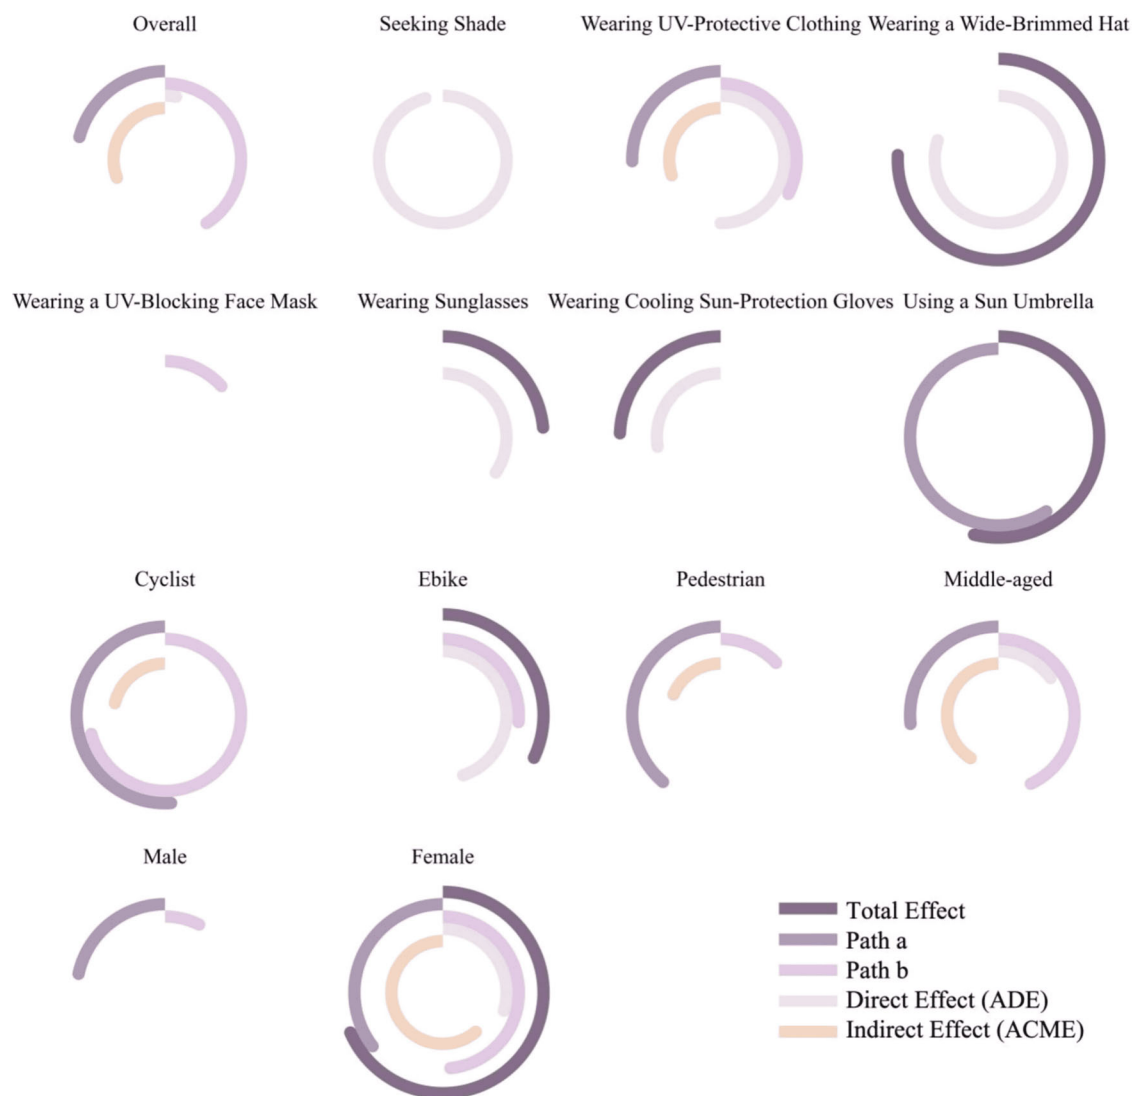 Overall
Seeking Shade
Wearing UV-Protective Clothing
Wearing a Wide-Brimmed Hat
Wearing a UV-Blocking Face Mask
Wearing Sunglasses
Wearing Cooling Sun-Protection Gloves
Using a Sun Umbrella
Cyclist
Ebike
Pedestrian
Middle-aged
Male
Female
Total Effect
Path a
Path b
Direct Effect (ADE)
Indirect Effect (ACME)